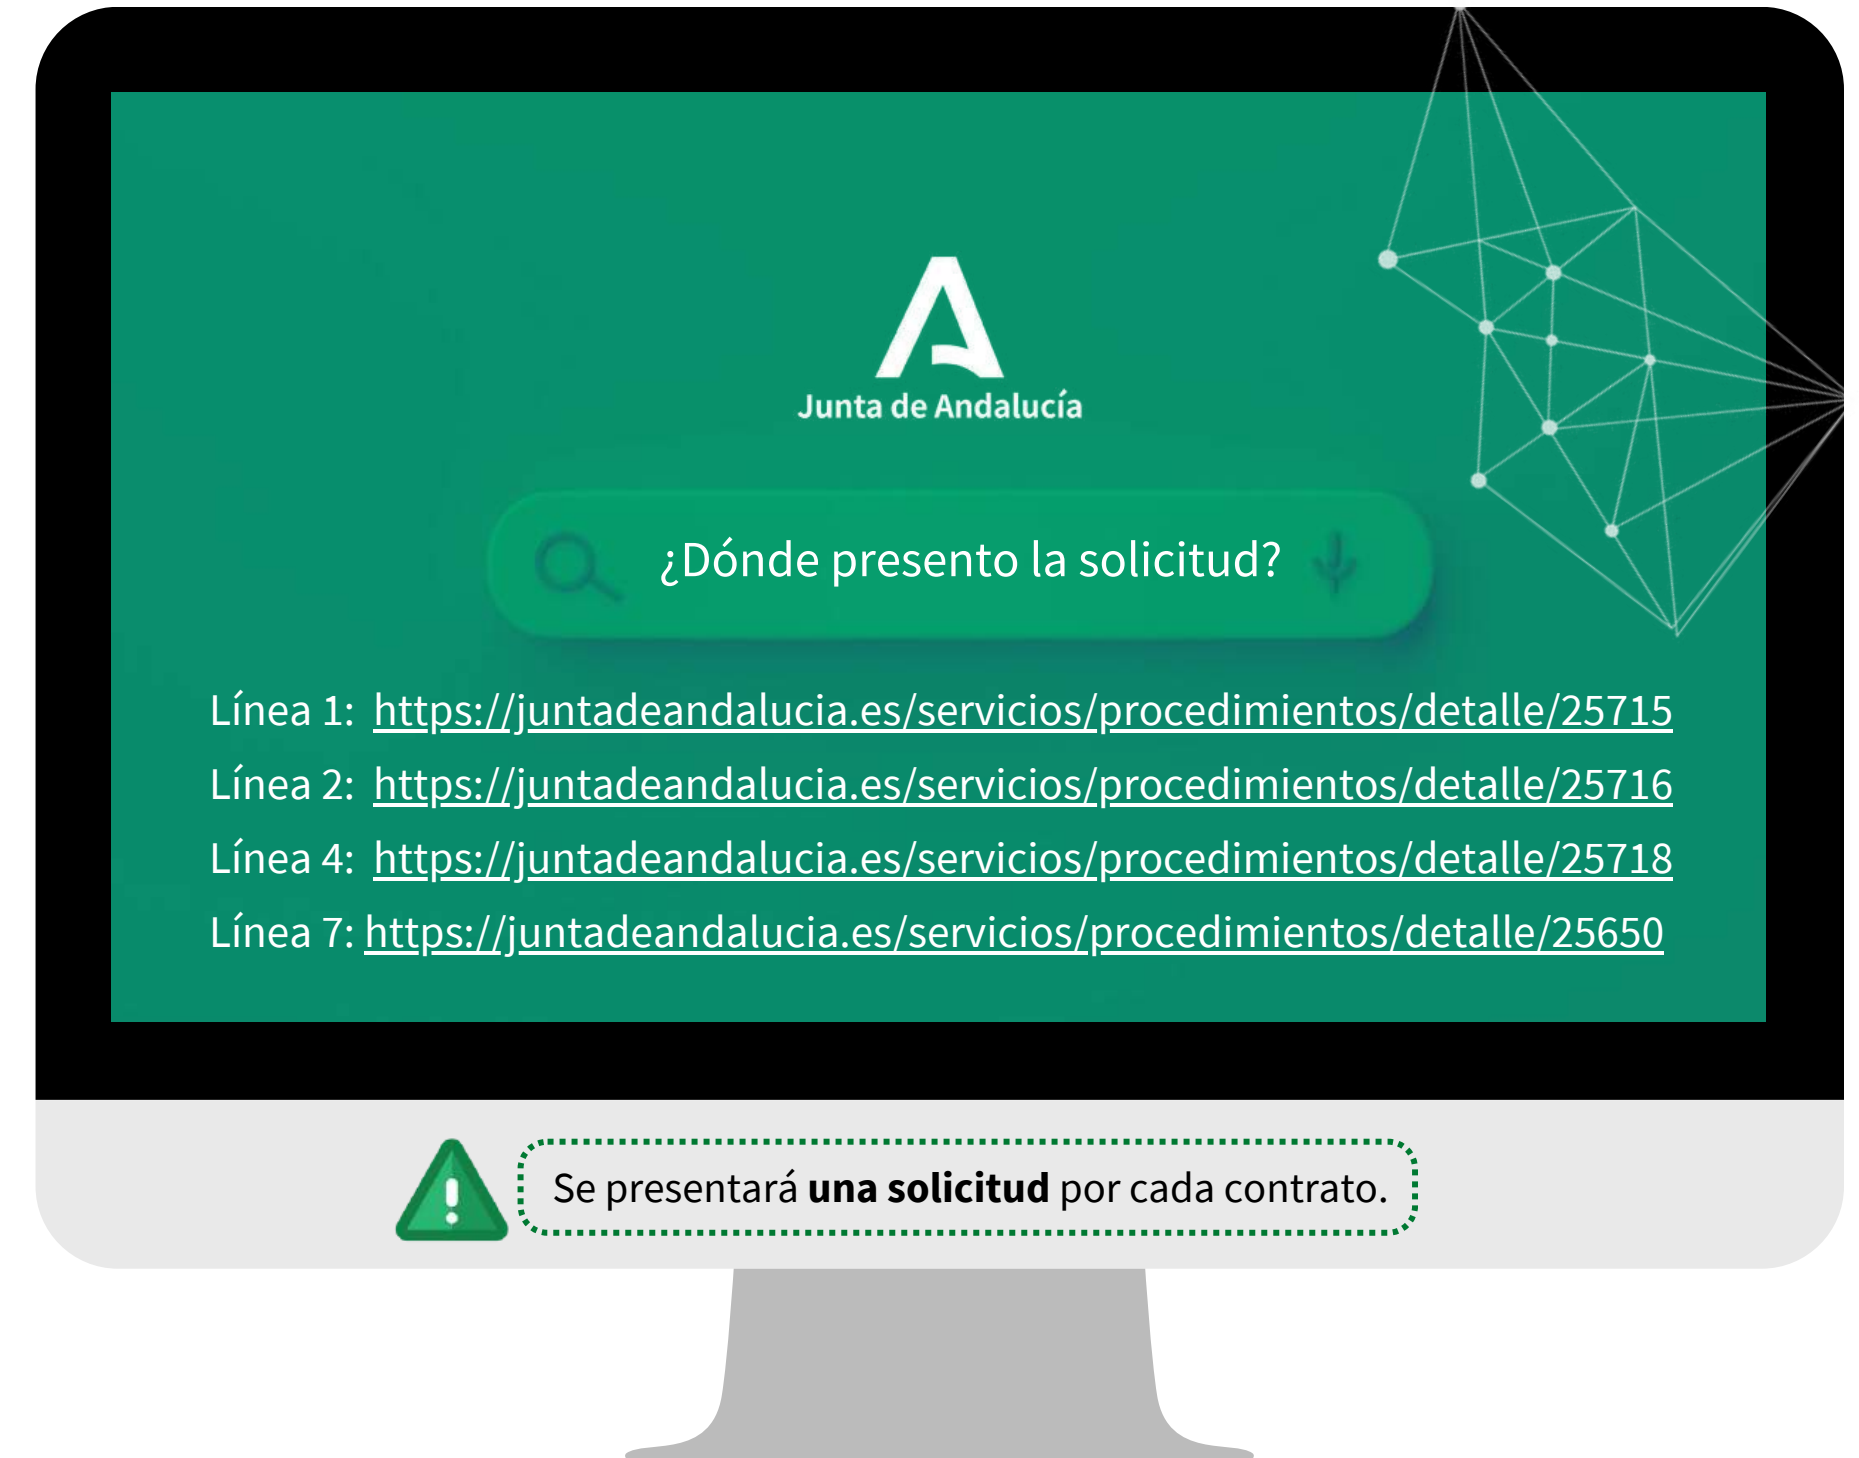 Junta de Andalucía
¿Dónde presento la solicitud?
Línea 1: https://juntadeandalucia.es/servicios/procedimientos/detalle/25715
Línea 2: https://juntadeandalucia.es/servicios/procedimientos/detalle/25716
Línea 4: https://juntadeandalucia.es/servicios/procedimientos/detalle/25718
Línea 7: https://juntadeandalucia.es/servicios/procedimientos/detalle/25650
Se presentará una solicitud por cada contrato.